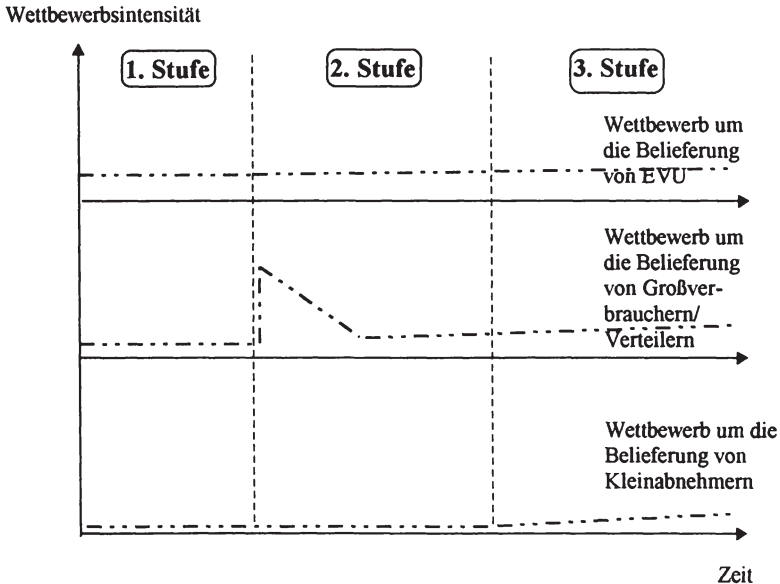 Wettbewerbsintensität
1. Stufe
2. Stufe
3. Stufe
Wettbewerb um
die Belieferung
von EVU
Wettbewerb um
die Belieferung
von Großver-
brauchern/
Verteilern
Wettbewerb um die
Belieferung von
Kleinabnehmern
Zeit